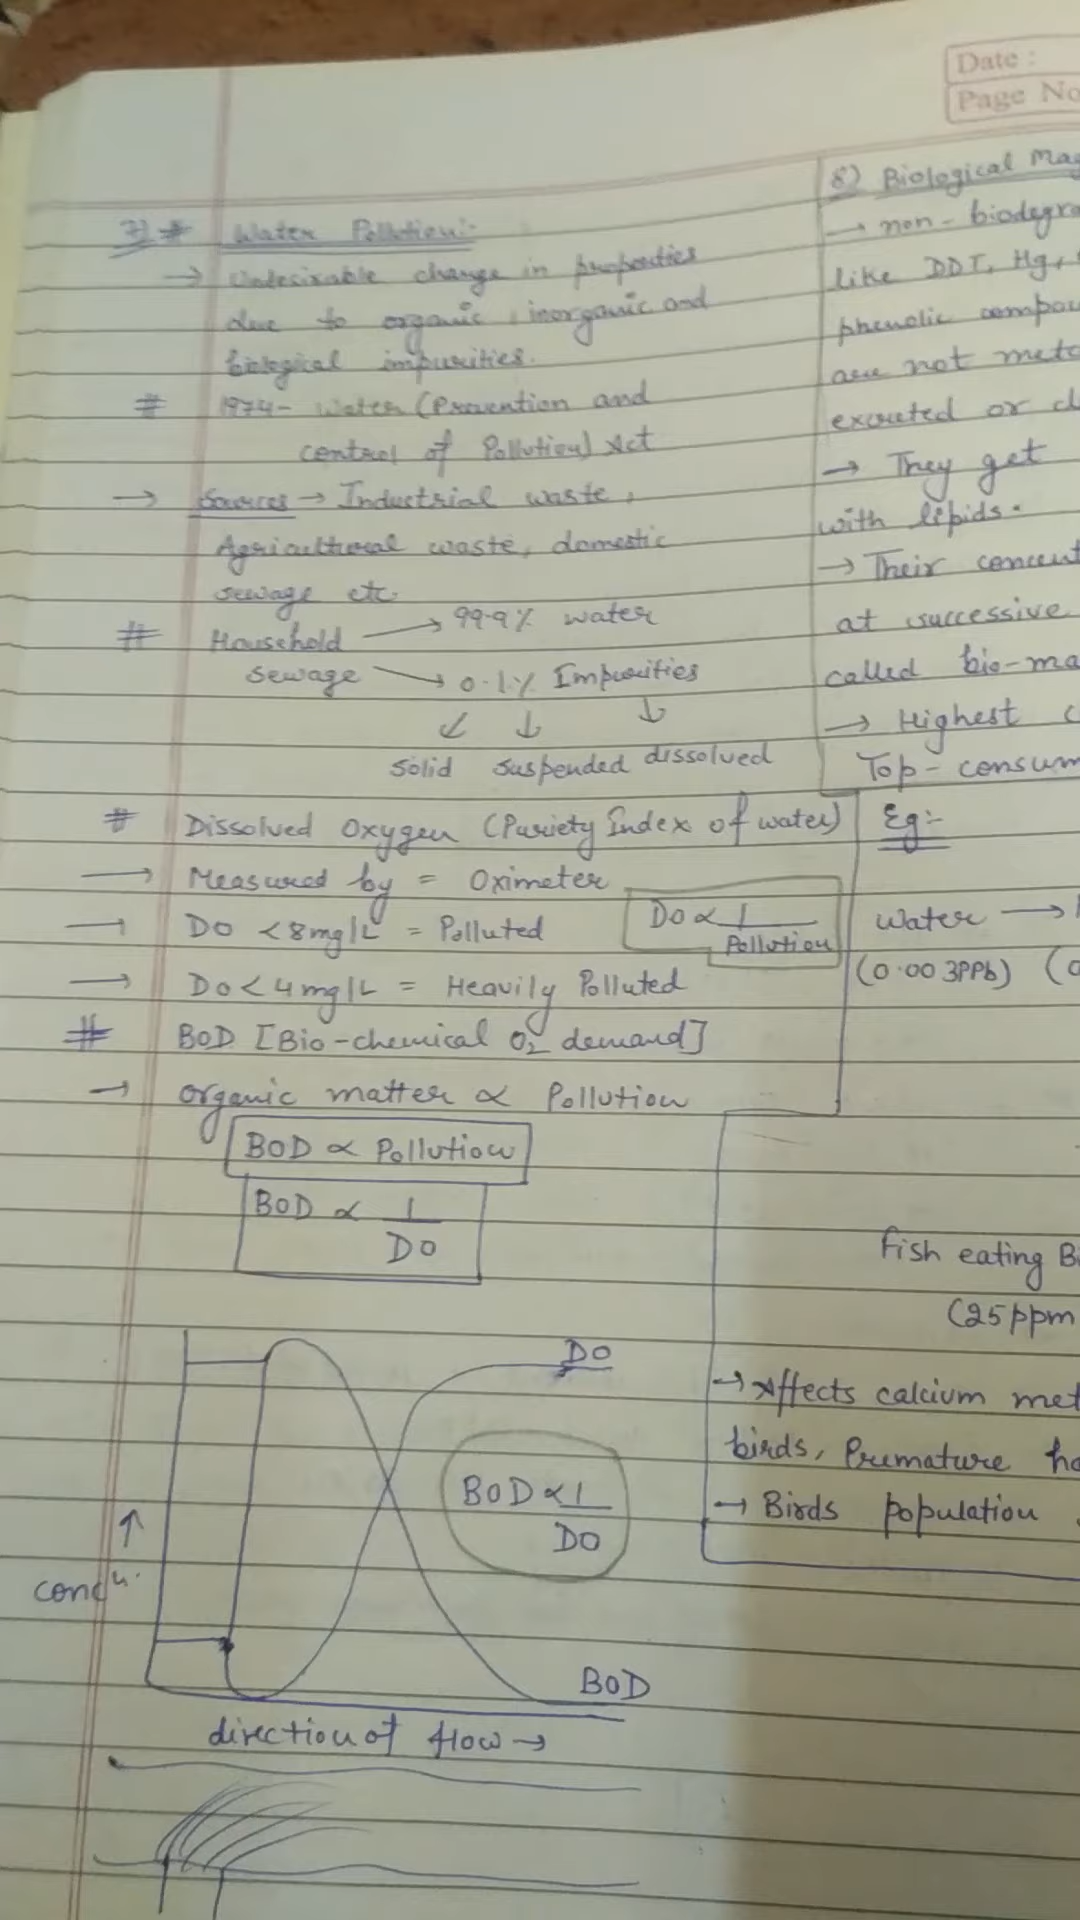 Date :
Page No
7) # Water Pollution:-
→ Undesirable change in properties
due to organic, inorganic and
biological impurities.
# 1974- Water (Prevention and
control of Pollution) Act
→ Sources → Industrial waste,
Agricultural waste, domestic
sewage etc.
# Household → 99.9% water
sewage → 0.1% Impurities
↙ ↓ ↓
solid suspended dissolved
# Dissolved Oxygen (Puriety Index of water)
→ Measured by = Oximeter
→ DO < 8mg/L = Polluted
DO ∝ 1/Pollution
→ DO < 4mg/L = Heavily Polluted
# BOD [Bio-chemical O₂ demand]
→ organic matter ∝ Pollution
BOD ∝ Pollution
BOD ∝ 1/DO
DO
BOD ∝ 1/DO
↑
concⁿ.
BOD
direction of flow →
8) Biological Mag
→ non-biodegra
like DDT, Hg,
phenolic compou
are not meta
excreted or d
→ They get
with lipids.
→ Their concent
at successive
called bio-ma
→ Highest c
Top-consum
Eg:-
Water →
(0.003PPb) (0
Fish eating Bi
(25ppm
→ Affects calcium met
birds, Premature ha
→ Birds population